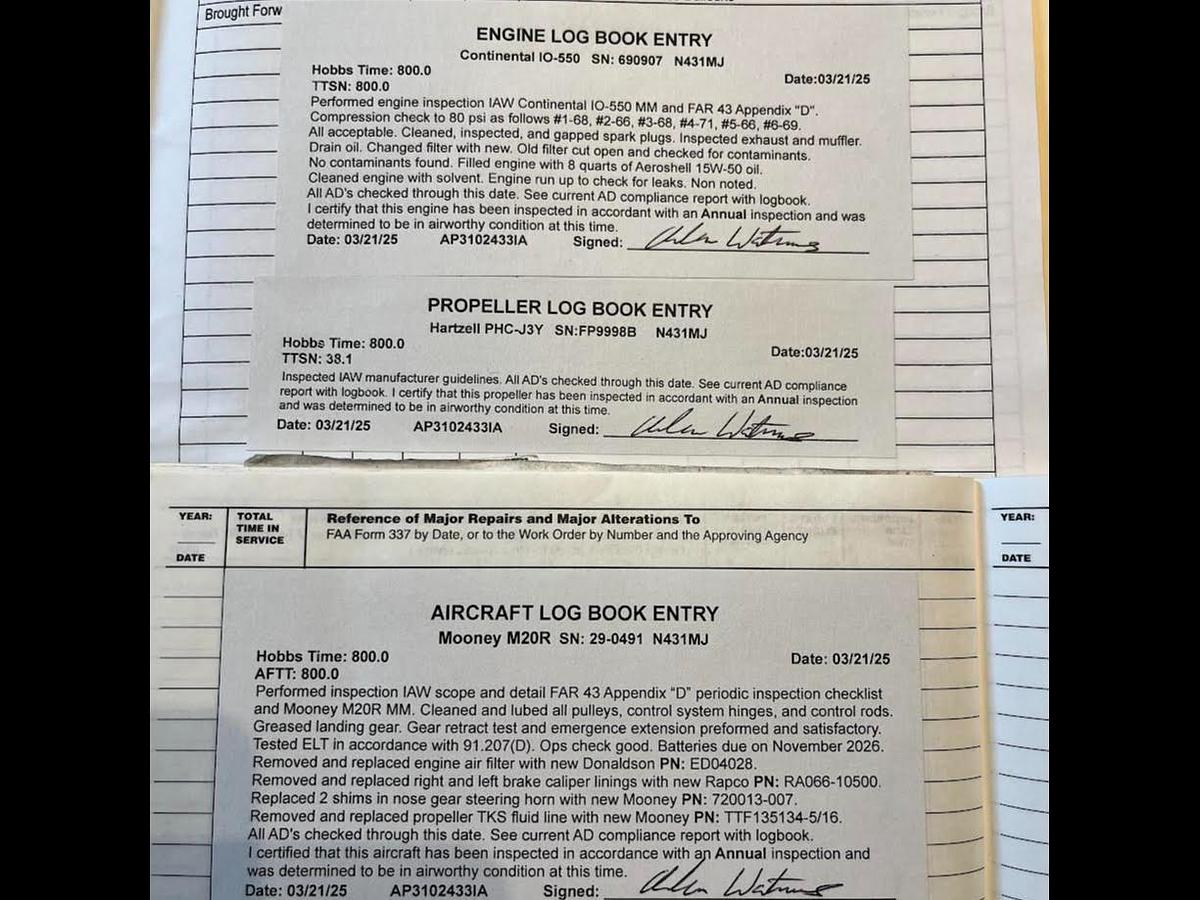 Brought Forw
ENGINE LOG BOOK ENTRY
Continental IO-550 SN: 690907 N431MJ
Hobbs Time: 800.0
Date:03/21/25
TTSN: 800.0
Performed engine inspection IAW Continental IO-550 MM and FAR 43 Appendix "D".
Compression check to 80 psi as follows #1-68, #2-66, #3-68, #4-71, #5-66, #6-69.
All acceptable. Cleaned, inspected, and gapped spark plugs. Inspected exhaust and muffler.
Drain oil. Changed filter with new. Old filter cut open and checked for contaminants.
No contaminants found. Filled engine with 8 quarts of Aeroshell 15W-50 oil.
Cleaned engine with solvent. Engine run up to check for leaks. Non noted.
All AD's checked through this date. See current AD compliance report with logbook.
I certify that this engine has been inspected in accordant with an Annual inspection and was
determined to be in airworthy condition at this time.
Date: 03/21/25 AP3102433IA Signed:
PROPELLER LOG BOOK ENTRY
Hartzell PHC-J3Y SN:FP9998B N431MJ
Hobbs Time: 800.0
Date:03/21/25
TTSN: 38.1
Inspected IAW manufacturer guidelines. All AD's checked through this date. See current AD compliance
report with logbook. I certify that this propeller has been inspected in accordant with an Annual inspection
and was determined to be in airworthy condition at this time.
Date: 03/21/25 AP3102433IA Signed:
YEAR:
DATE
TOTAL
TIME IN
SERVICE
Reference of Major Repairs and Major Alterations To
FAA Form 337 by Date, or to the Work Order by Number and the Approving Agency
YEAR:
DATE
AIRCRAFT LOG BOOK ENTRY
Mooney M20R SN: 29-0491 N431MJ
Hobbs Time: 800.0
Date: 03/21/25
AFTT: 800.0
Performed inspection IAW scope and detail FAR 43 Appendix "D" periodic inspection checklist
and Mooney M20R MM. Cleaned and lubed all pulleys, control system hinges, and control rods.
Greased landing gear. Gear retract test and emergence extension preformed and satisfactory.
Tested ELT in accordance with 91.207(D). Ops check good. Batteries due on November 2026.
Removed and replaced engine air filter with new Donaldson PN: ED04028.
Removed and replaced right and left brake caliper linings with new Rapco PN: RA066-10500.
Replaced 2 shims in nose gear steering horn with new Mooney PN: 720013-007.
Removed and replaced propeller TKS fluid line with new Mooney PN: TTF135134-5/16.
All AD's checked through this date. See current AD compliance report with logbook.
I certified that this aircraft has been inspected in accordance with an Annual inspection and
was determined to be in airworthy condition at this time.
Date: 03/21/25 AP3102433IA Signed: